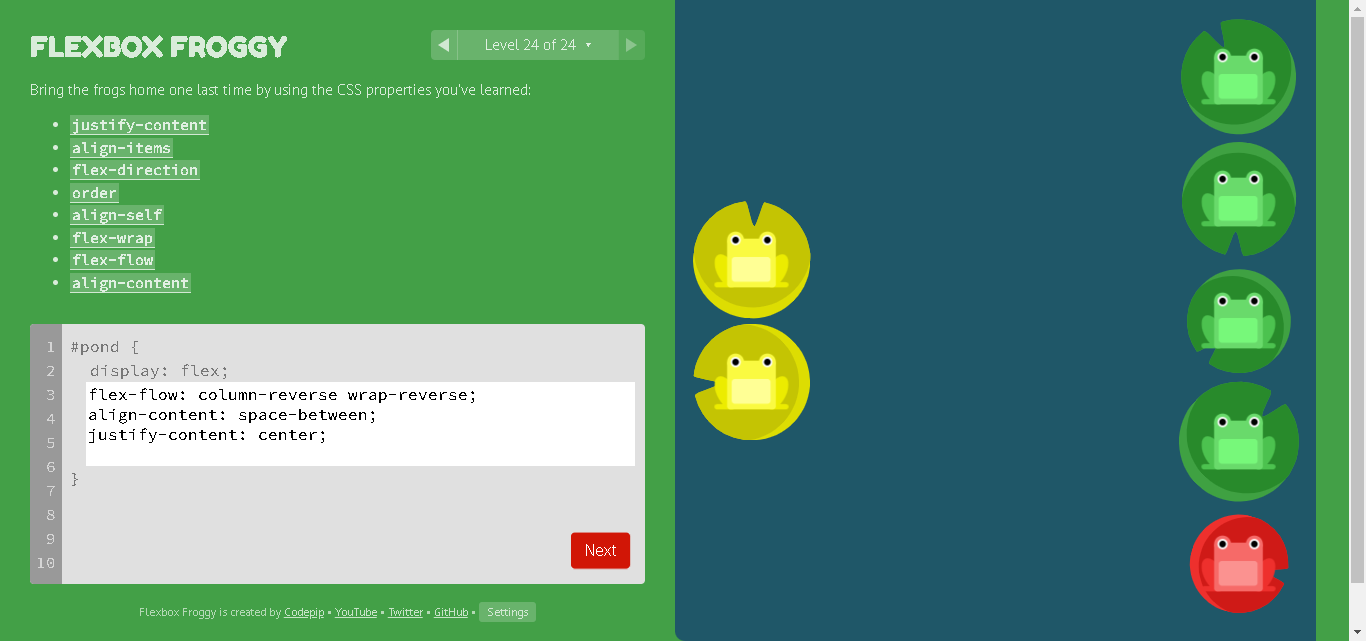 FLEXBOX FROGGY
◀ Level 24 of 24 ▼ ▶
Bring the frogs home one last time by using the CSS properties you've learned:
• justify-content
• align-items
• flex-direction
• order
• align-self
• flex-wrap
• flex-flow
• align-content
1 #pond {
2 display: flex;
3 flex-flow: column-reverse wrap-reverse;
4 align-content: space-between;
5 justify-content: center;
6 }
7
8
9
10
Next
Flexbox Froggy is created by Codepip • YouTube • Twitter • GitHub • Settings